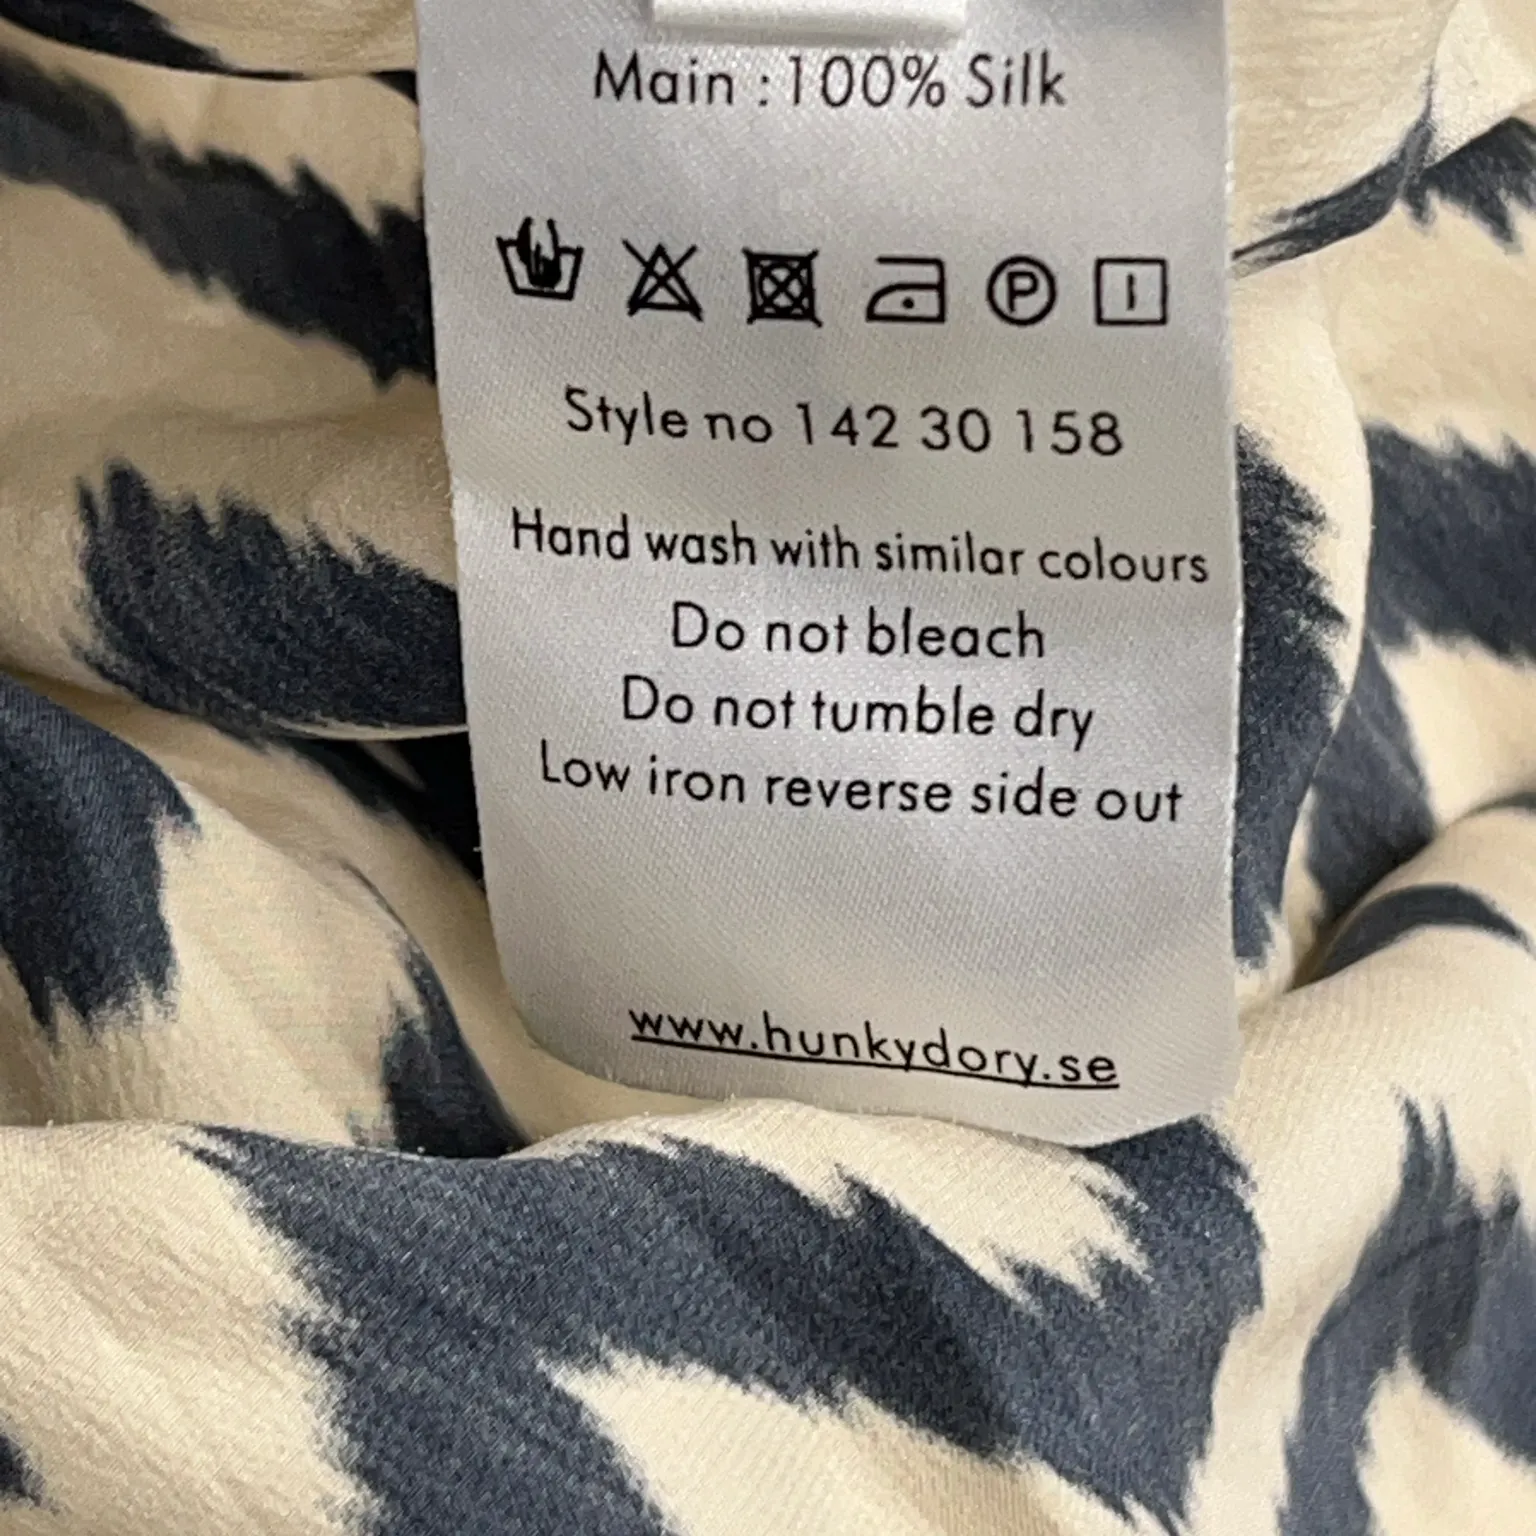 Main : 100% Silk
P
Style no 142 30 158
Hand wash with similar colours
Do not bleach
Do not tumble dry
Low iron reverse side out
www.hunkydory.se